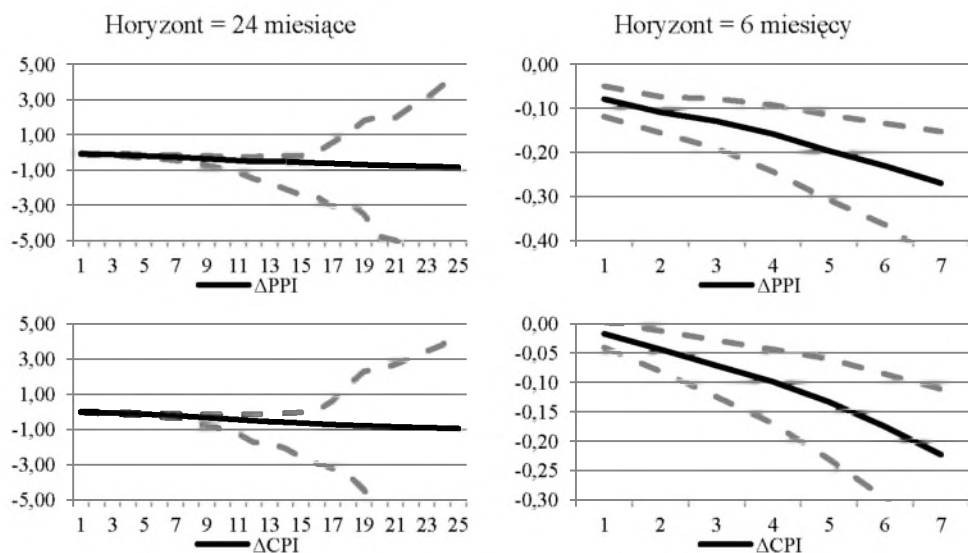 Horyzont = 24 miesiące
Horyzont = 6 miesięcy
5,00
3,00
1,00
-1,00
-3,00
-5,00
1 3 5 7 9 11 13 15 17 19 21 23 25
ΔPPI
0,00
-0,10
-0,20
-0,30
-0,40
1 2 3 4 5 6 7
ΔPPI
5,00
3,00
1,00
-1,00
-3,00
-5,00
1 3 5 7 9 11 13 15 17 19 21 23 25
ΔCPI
0,00
-0,05
-0,10
-0,15
-0,20
-0,25
-0,30
1 2 3 4 5 6 7
ΔCPI